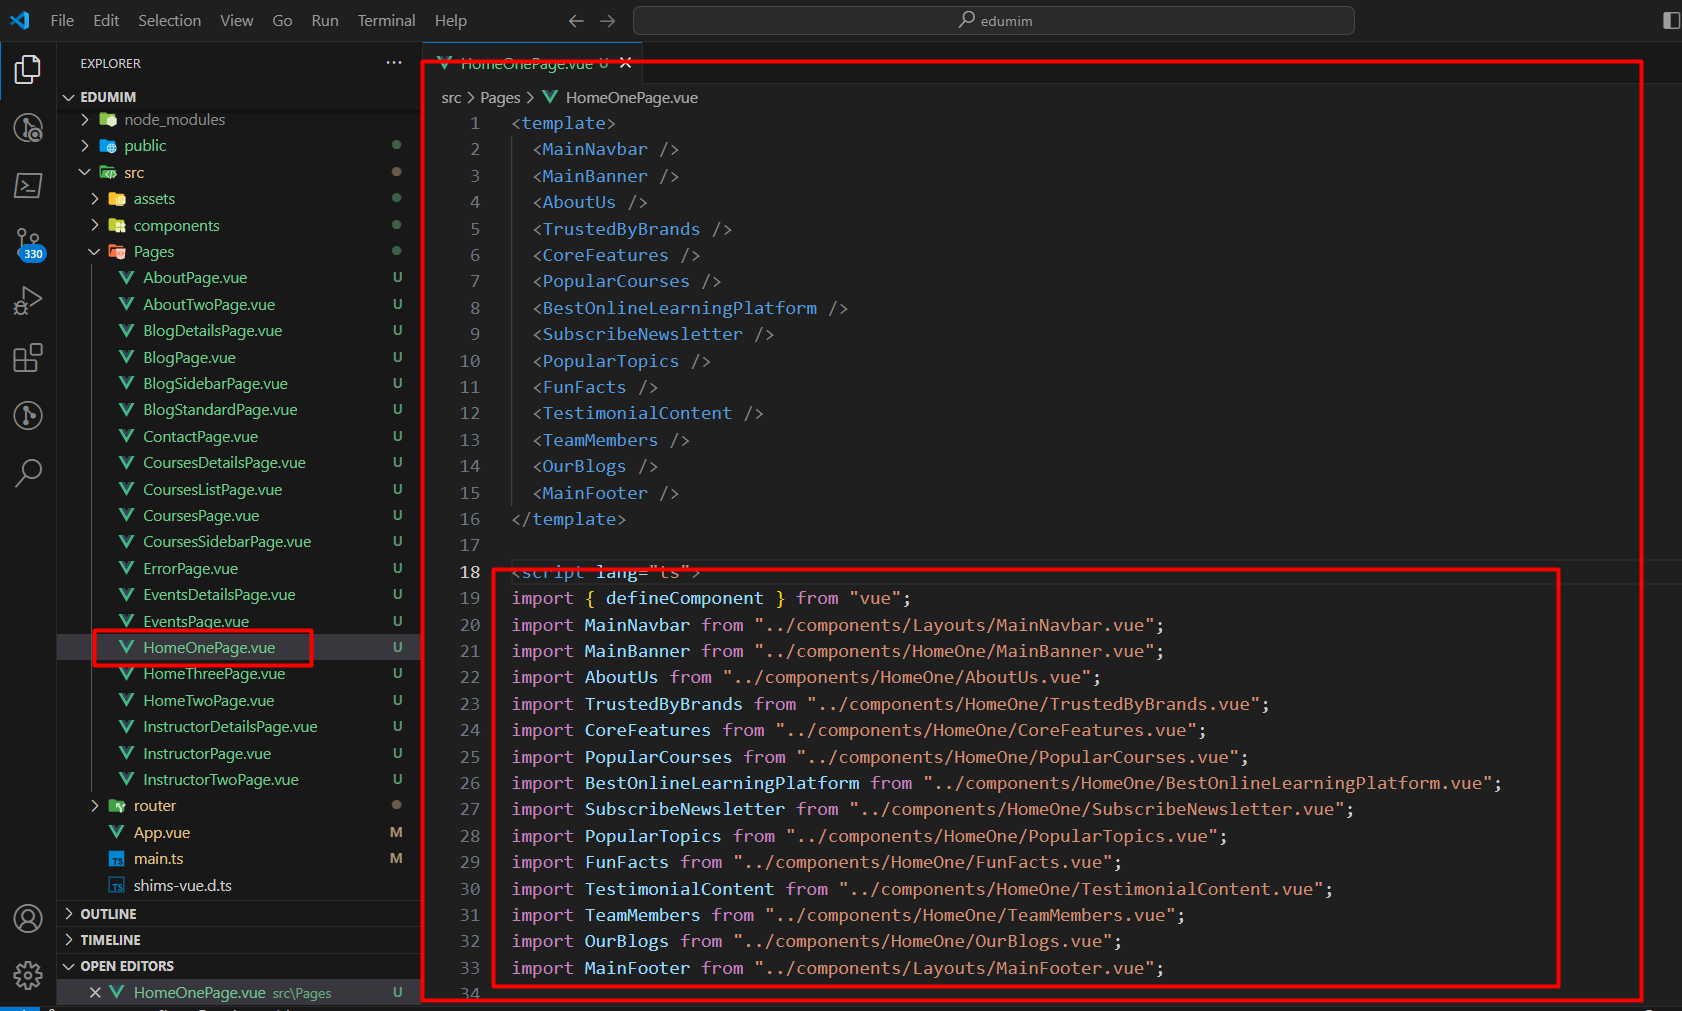 File Edit Selection View Go Run Terminal Help
edumim
EXPLORER
EDUMIM
node_modules
public
src
assets
components
Pages
AboutPage.vue U
AboutTwoPage.vue U
BlogDetailsPage.vue U
BlogPage.vue U
BlogSidebarPage.vue U
BlogStandardPage.vue U
ContactPage.vue U
CoursesDetailsPage.vue U
CoursesListPage.vue U
CoursesPage.vue U
CoursesSidebarPage.vue U
ErrorPage.vue U
EventsDetailsPage.vue U
EventsPage.vue U
HomeOnePage.vue U
HomeThreePage.vue U
HomeTwoPage.vue U
InstructorDetailsPage.vue U
InstructorPage.vue U
InstructorTwoPage.vue U
router
App.vue M
TS main.ts M
TS shims-vue.d.ts
OUTLINE
TIMELINE
OPEN EDITORS
HomeOnePage.vue src\Pages U
330
HomeOnePage.vue U
src > Pages > HomeOnePage.vue
1 <template>
2 <MainNavbar />
3 <MainBanner />
4 <AboutUs />
5 <TrustedByBrands />
6 <CoreFeatures />
7 <PopularCourses />
8 <BestOnlineLearningPlatform />
9 <SubscribeNewsletter />
10 <PopularTopics />
11 <FunFacts />
12 <TestimonialContent />
13 <TeamMembers />
14 <OurBlogs />
15 <MainFooter />
16 </template>
17
18 <script lang="ts">
19 import { defineComponent } from "vue";
20 import MainNavbar from "../components/Layouts/MainNavbar.vue";
21 import MainBanner from "../components/HomeOne/MainBanner.vue";
22 import AboutUs from "../components/HomeOne/AboutUs.vue";
23 import TrustedByBrands from "../components/HomeOne/TrustedByBrands.vue";
24 import CoreFeatures from "../components/HomeOne/CoreFeatures.vue";
25 import PopularCourses from "../components/HomeOne/PopularCourses.vue";
26 import BestOnlineLearningPlatform from "../components/HomeOne/BestOnlineLearningPlatform.vue";
27 import SubscribeNewsletter from "../components/HomeOne/SubscribeNewsletter.vue";
28 import PopularTopics from "../components/HomeOne/PopularTopics.vue";
29 import FunFacts from "../components/HomeOne/FunFacts.vue";
30 import TestimonialContent from "../components/HomeOne/TestimonialContent.vue";
31 import TeamMembers from "../components/HomeOne/TeamMembers.vue";
32 import OurBlogs from "../components/HomeOne/OurBlogs.vue";
33 import MainFooter from "../components/Layouts/MainFooter.vue";
34